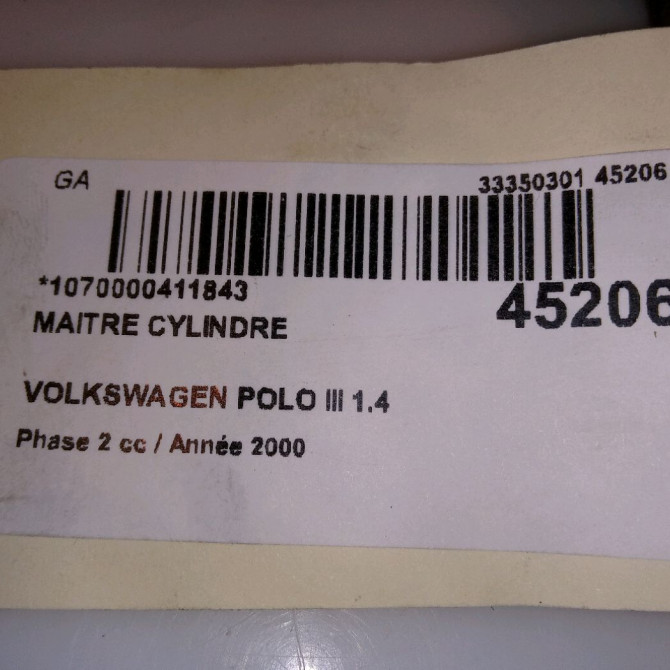 GA 33350301 45206
*1070000411843 45206
MAITRE CYLINDRE
VOLKSWAGEN POLO III 1.4
Phase 2 cc / Année 2000